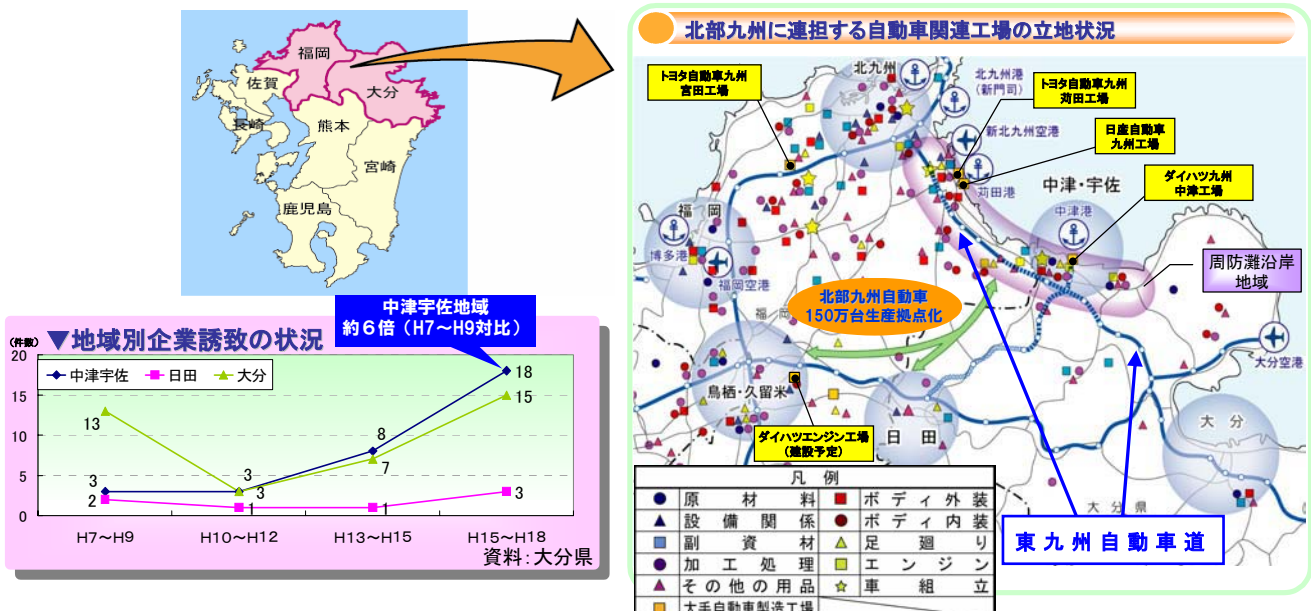 福岡
佐賀
大分
長崎
熊本
宮崎
鹿児島
中津宇佐地域
約6倍（H7～H9対比）
▼地域別企業誘致の状況
(件数)
20
15
10
5
0
中津宇佐
日田
大分
13
3
2
3
3
1
8
7
1
18
15
3
H7～H9
H10～H12
H13～H15
H15～H18
資料：大分県
北部九州に連担する自動車関連工場の立地状況
トヨタ自動車九州
宮田工場
北九州
北九州港
（新門司）
トヨタ自動車九州
苅田工場
新北九州空港
日産自動車
九州工場
苅田港
中津・宇佐
ダイハツ九州
中津工場
中津港
福岡
博多港
福岡空港
周防灘沿岸
地域
北部九州自動車
150万台生産拠点化
福岡
大分空港
鳥栖・久留米
日田
大分
ダイハツエンジン工場
（建設予定）
大分県
東九州自動車道
凡例
原材料
ボディ外装
設備関係
ボディ内装
副資材
足廻り
加工処理
エンジン
その他の用品
車組立
大手自動車製造工場